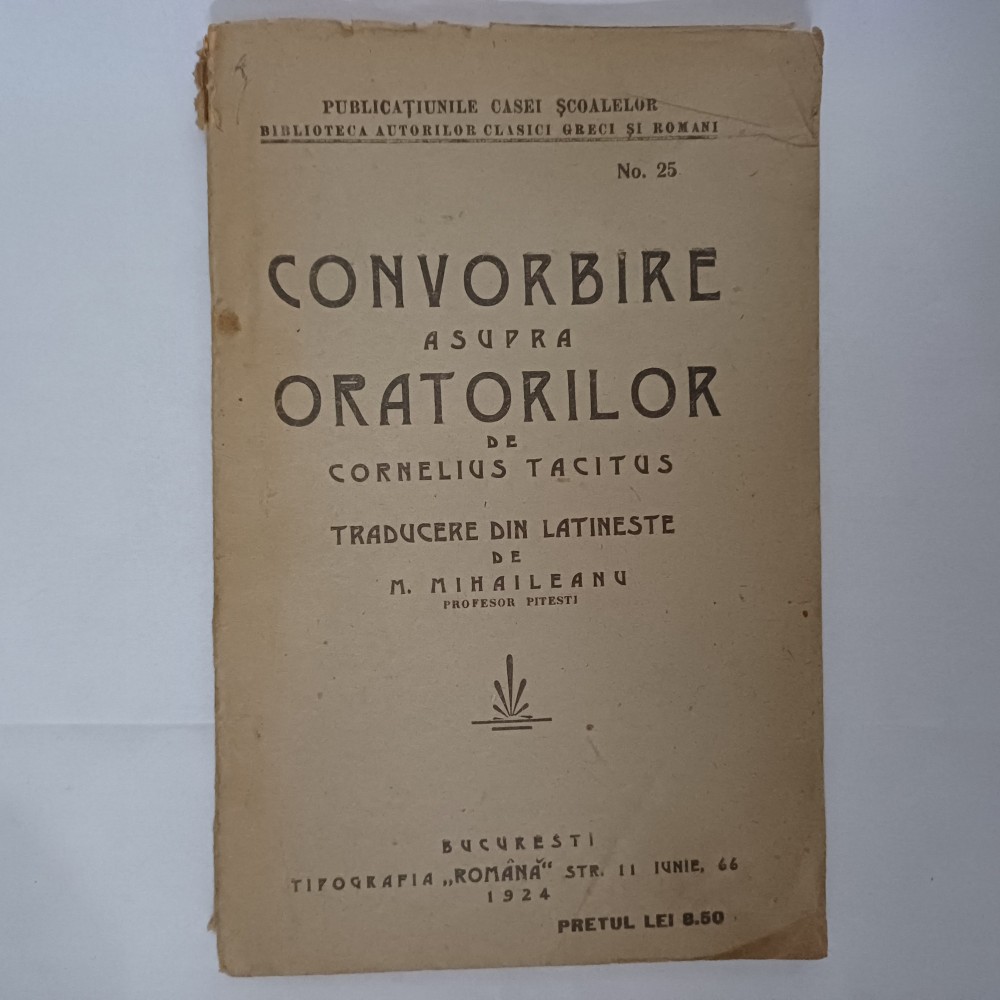 PUBLICAȚIUNILE CASEI ȘCOALELOR
BIBLIOTECA AUTORILOR CLASICI GRECI ȘI ROMANI
No. 25
CONVORBIRE
ASUPRA
ORATORILOR
DE
CORNELIUS TACITUS
TRADUCERE DIN LATINESTE
DE
M. MIHAILEANU
PROFESOR PITESTI
BUCURESTI
TIPOGRAFIA „ROMÂNĂ“ STR. 11 IUNIE, 66
1924
PRETUL LEI 8.50